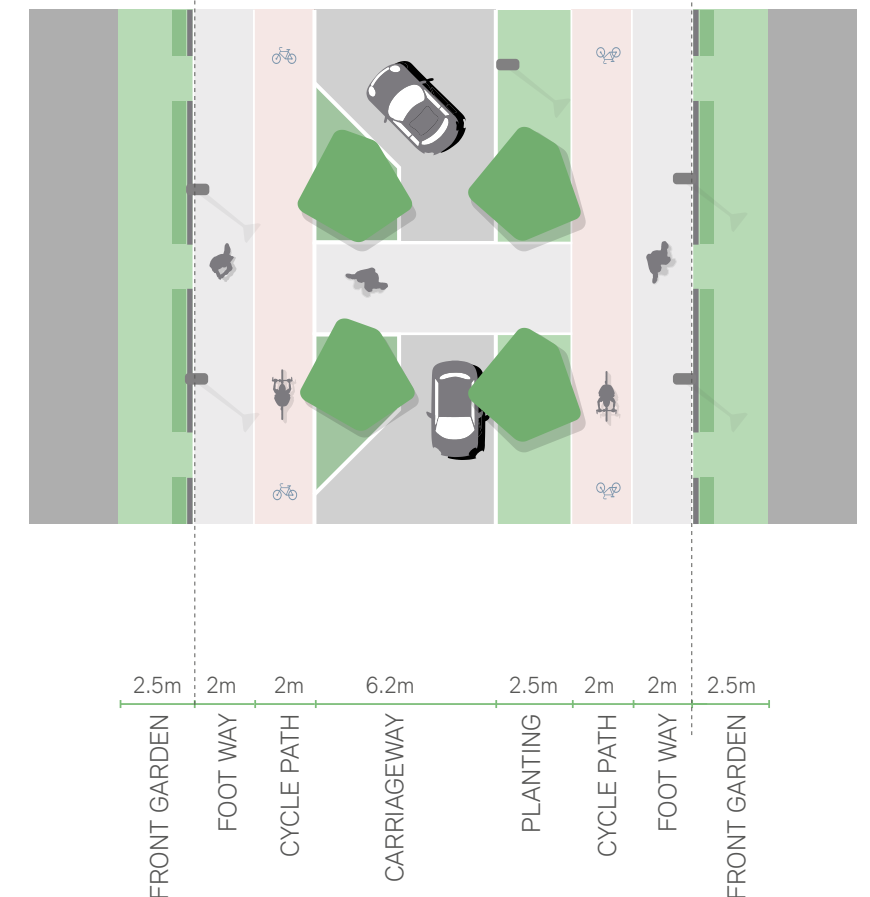 2.5m 2m 2m 6.2m 2.5m 2m 2m 2.5m
FRONT GARDEN
FOOT WAY
CYCLE PATH
CARRIAGEWAY
PLANTING
CYCLE PATH
FOOT WAY
FRONT GARDEN